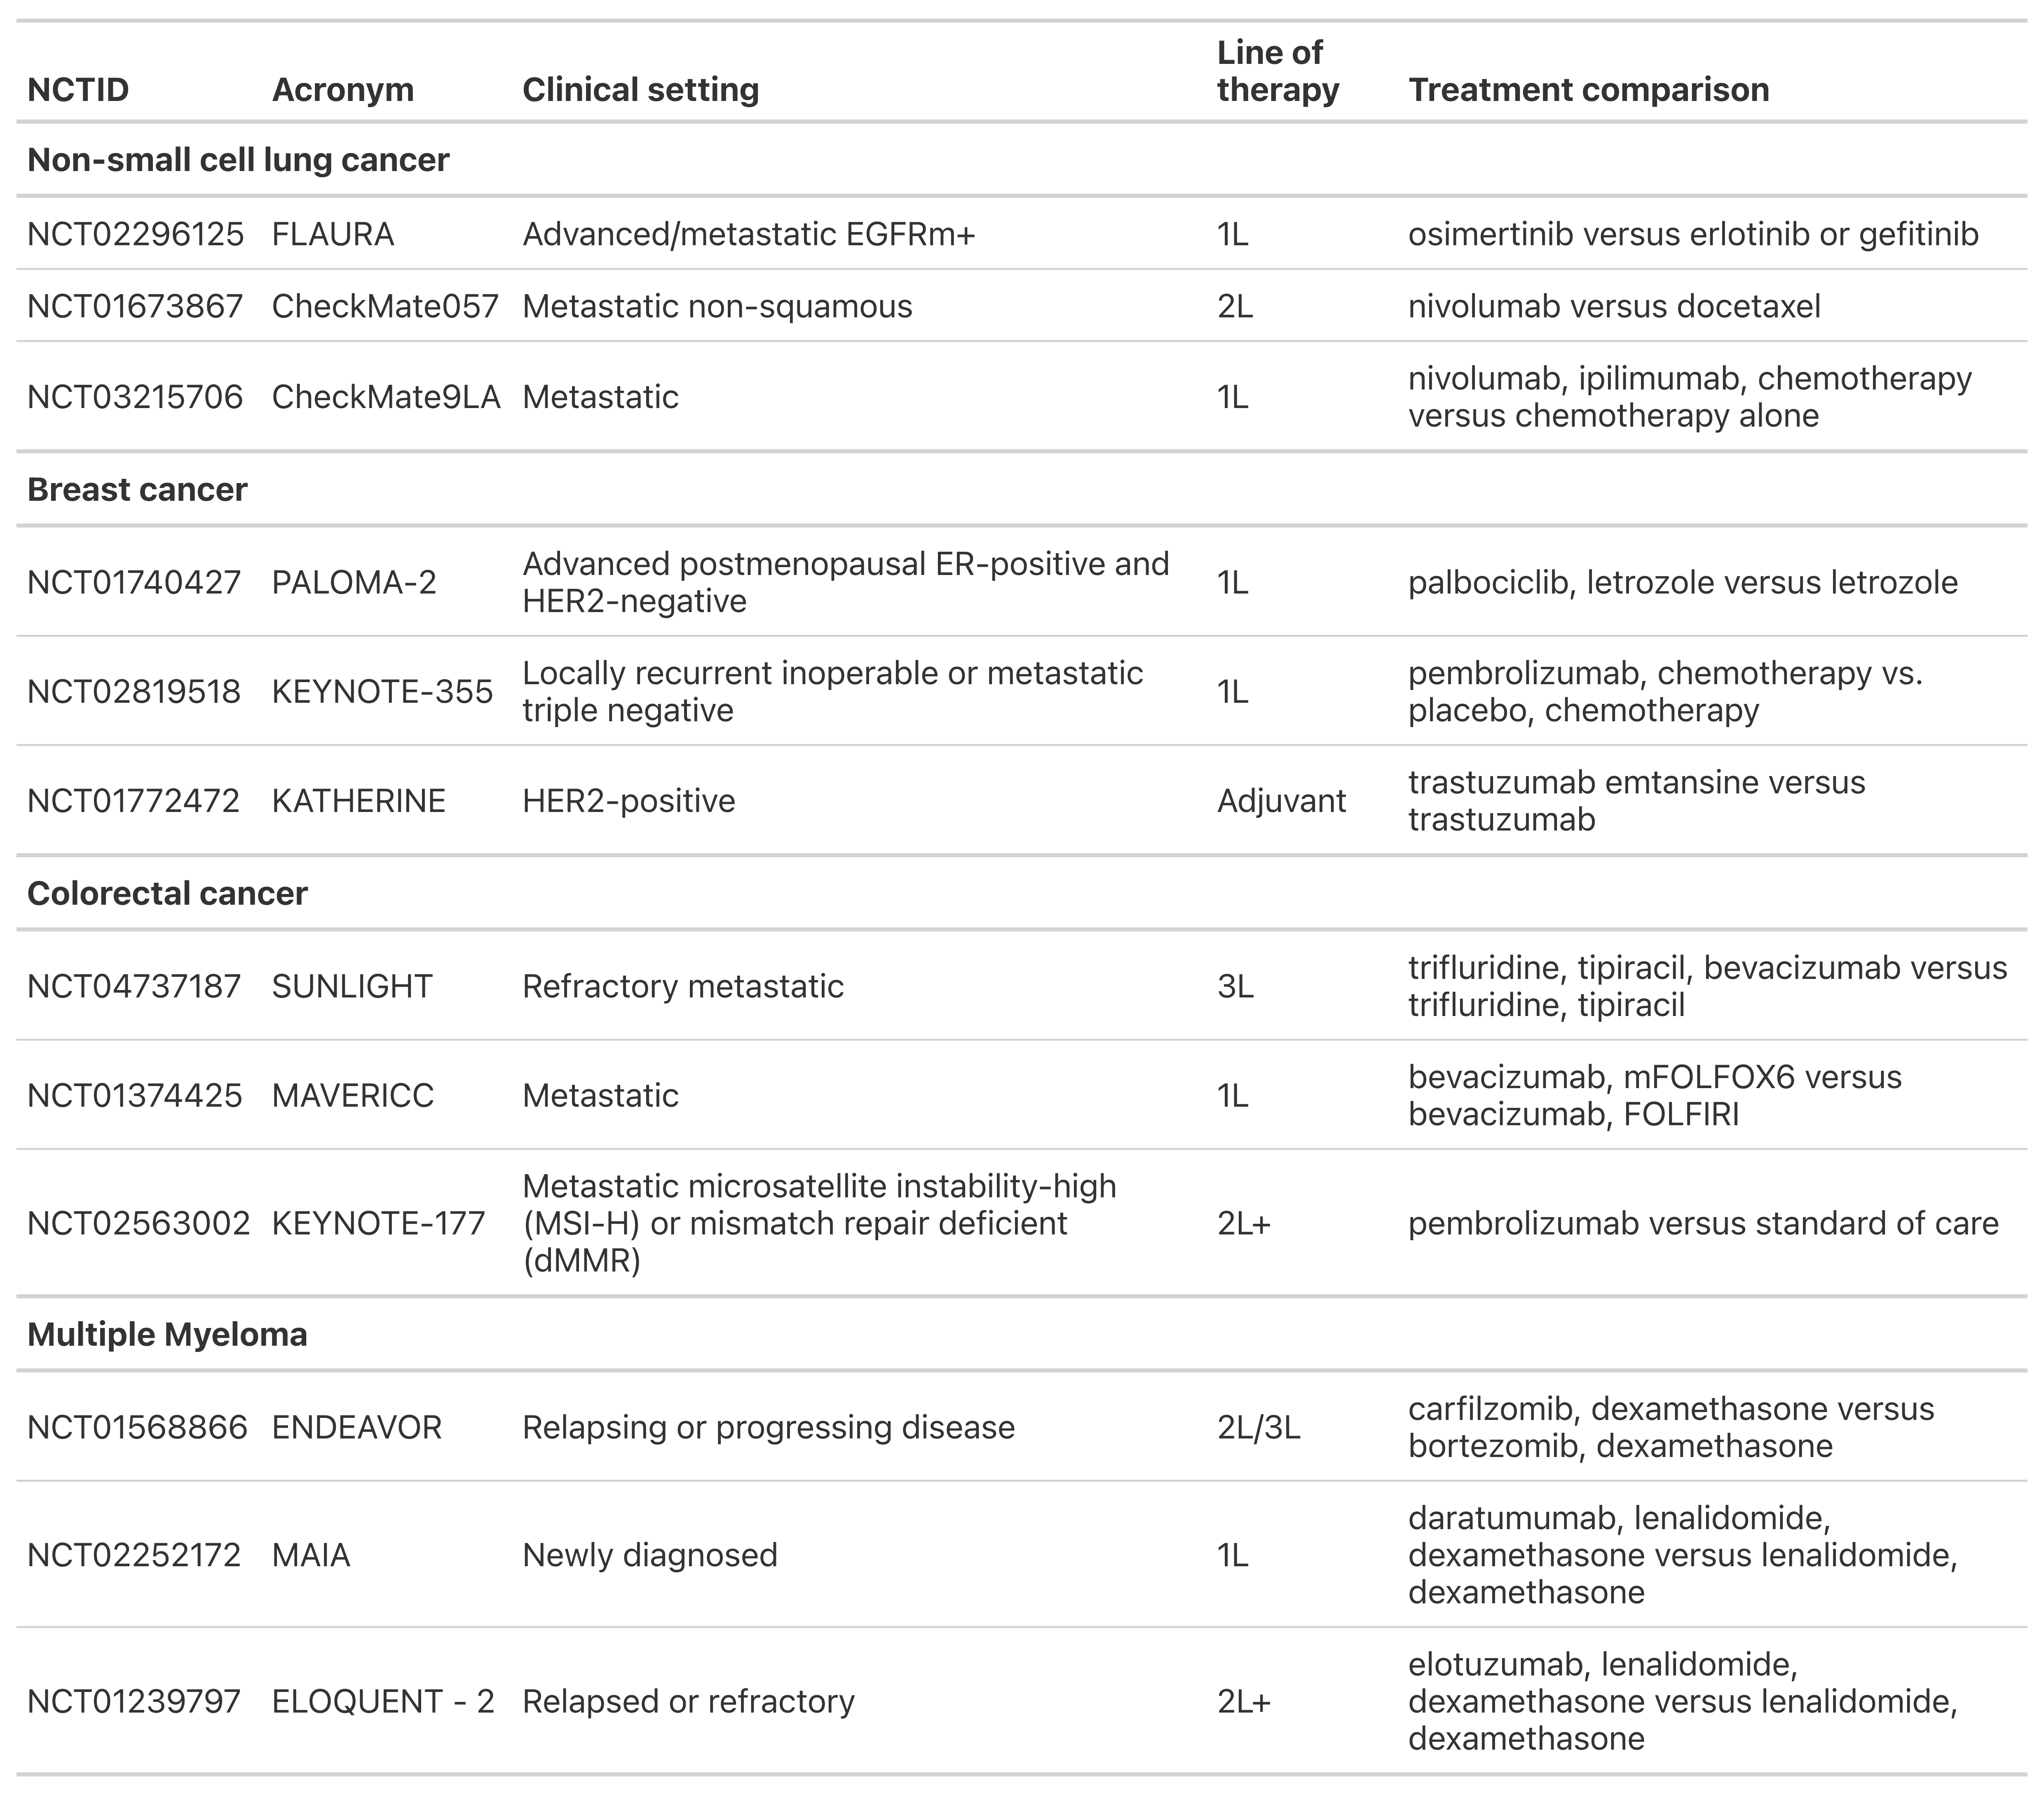 NCTID Acronym Clinical setting Line of therapy Treatment comparison
Non-small cell lung cancer
NCT02296125 FLAURA Advanced/metastatic EGFRm+ 1L osimertinib versus erlotinib or gefitinib
NCT01673867 CheckMate057 Metastatic non-squamous 2L nivolumab versus docetaxel
NCT03215706 CheckMate9LA Metastatic 1L nivolumab, ipilimumab, chemotherapy
versus chemotherapy alone
Breast cancer
NCT01740427 PALOMA-2 Advanced postmenopausal ER-positive and
HER2-negative 1L palbociclib, letrozole versus letrozole
NCT02819518 KEYNOTE-355 Locally recurrent inoperable or metastatic
triple negative 1L pembrolizumab, chemotherapy vs.
placebo, chemotherapy
NCT01772472 KATHERINE HER2-positive Adjuvant trastuzumab emtansine versus
trastuzumab
Colorectal cancer
NCT04737187 SUNLIGHT Refractory metastatic 3L trifluridine, tipiracil, bevacizumab versus
trifluridine, tipiracil
NCT01374425 MAVERICC Metastatic 1L bevacizumab, mFOLFOX6 versus
bevacizumab, FOLFIRI
NCT02563002 KEYNOTE-177 Metastatic microsatellite instability-high
(MSI-H) or mismatch repair deficient
(dMMR) 2L+ pembrolizumab versus standard of care
Multiple Myeloma
NCT01568866 ENDEAVOR Relapsing or progressing disease 2L/3L carfilzomib, dexamethasone versus
bortezomib, dexamethasone
NCT02252172 MAIA Newly diagnosed 1L daratumumab, lenalidomide,
dexamethasone versus lenalidomide,
dexamethasone
NCT01239797 ELOQUENT - 2 Relapsed or refractory 2L+ elotuzumab, lenalidomide,
dexamethasone versus lenalidomide,
dexamethasone